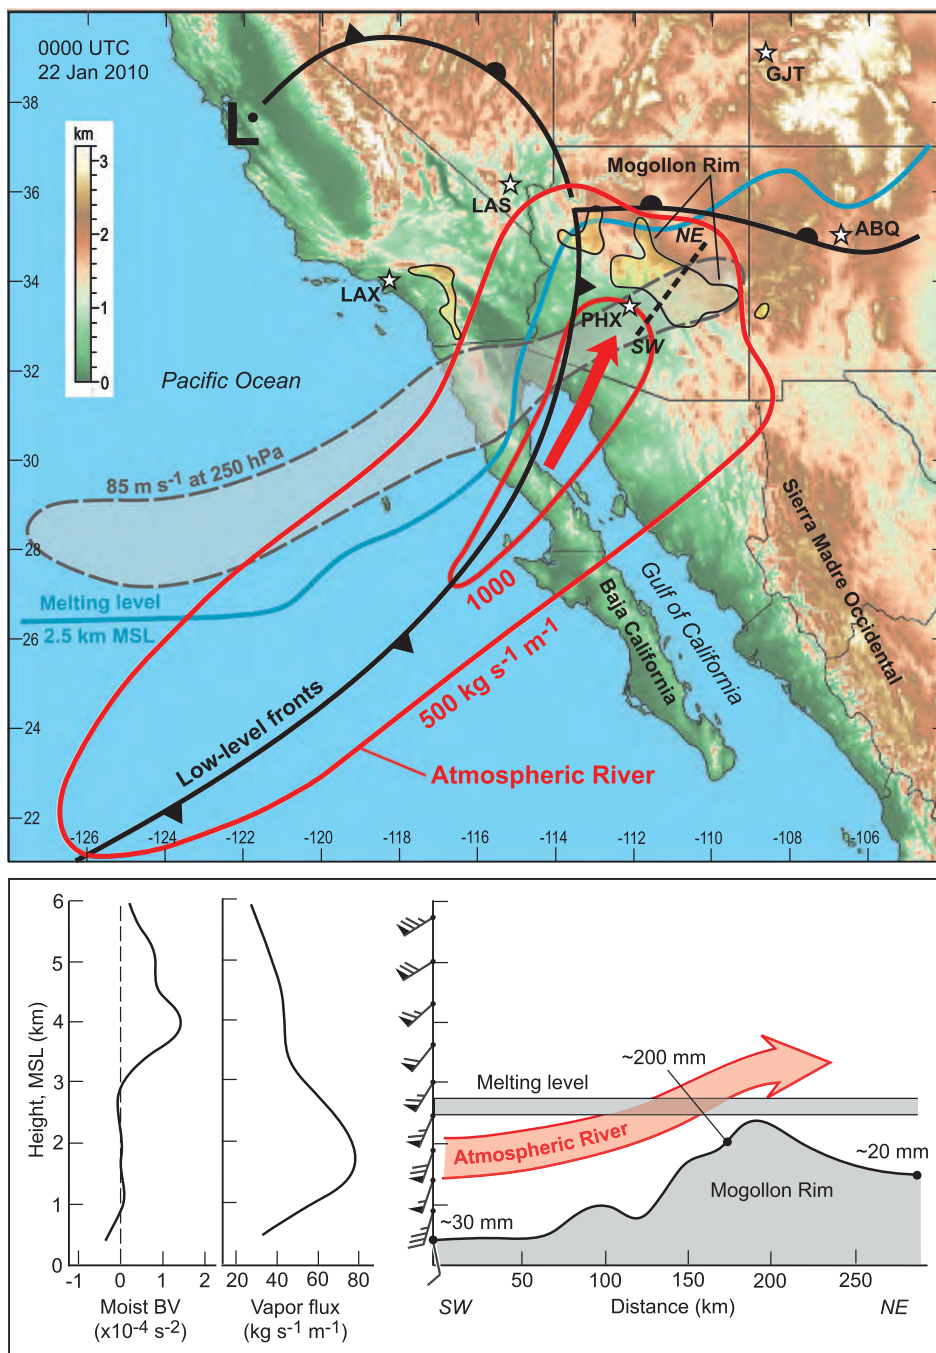 0000 UTC
22 Jan 2010
km
3
2
1
0
38
36
34
32
30
28
26
24
22
-126
-124
-122
-120
-118
-116
-114
-112
-110
-108
-106
L
GJT
Mogollon Rim
LAS
ABQ
NE
LAX
PHX
SW
Pacific Ocean
85 m s-1 at 250 hPa
Melting level
2.5 km MSL
1000
500 kg s-1 m-1
Baja California
Gulf of California
Sierra Madre Occidental
Low-level fronts
Atmospheric River
Height, MSL (km)
6
5
4
3
2
1
0
-1 0 1 2
Moist BV
(x10-4 s-2)
20 40 60 80
Vapor flux
(kg s-1 m-1)
~200 mm
Melting level
Atmospheric River
~20 mm
Mogollon Rim
~30 mm
50 100 150 200 250
SW
Distance (km)
NE